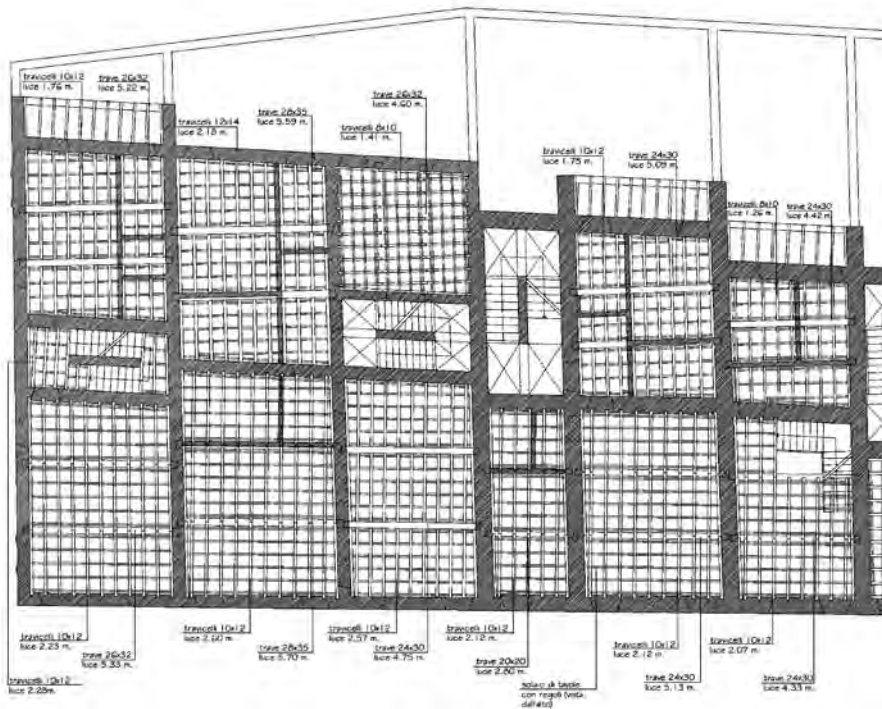 travicelli 10x12
luce 1.76 m.
trave 26x32
luce 5.22 m.
travicelli 12x14
luce 2.18 m.
trave 28x35
luce 5.59 m.
trave 26x32
luce 4.60 m.
travicelli 8x10
luce 1.41 m.
travicelli 10x12
luce 1.75 m.
trave 24x30
luce 5.09 m.
travicelli 8x10
luce 1.26 m.
trave 24x30
luce 4.42 m.
travicelli 10x12
luce 2.23 m.
trave 26x32
luce 5.33 m.
travicelli 10x12
luce 2.28m.
travicelli 10x12
luce 2.60 m.
trave 28x35
luce 5.70 m.
travicelli 10x12
luce 2.57 m.
trave 24x30
luce 4.75 m.
travicelli 10x12
luce 2.12 m.
trave 20x20
luce 2.80 m.
solaio di tavole
con regoli (vista
dall'alto)
travicelli 10x12
luce 2.12 m.
trave 24x30
luce 5.13 m.
travicelli 10x12
luce 2.07 m.
trave 24x30
luce 4.33 m.